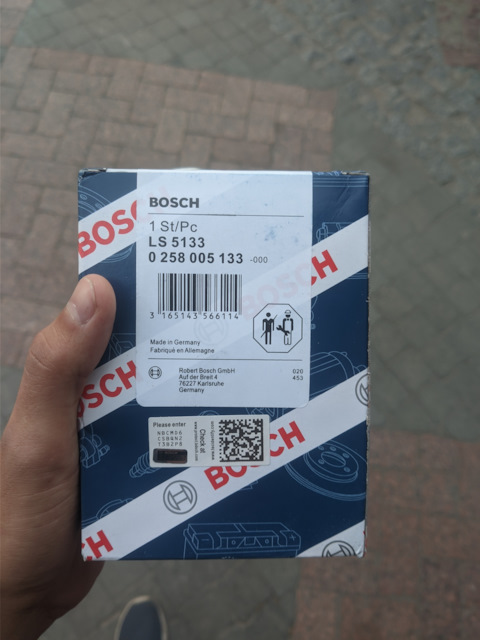 BOSCH
BOSCH
1 St/Pc
LS 5133
0 258 005 133 -000
3 165143 566114
Made in Germany
Fabriqué en Allemagne
Robert Bosch GmbH
Auf der Breit 4
76227 Karlsruhe
Germany
020
453
Please enter
Check at
BOSCH
CH